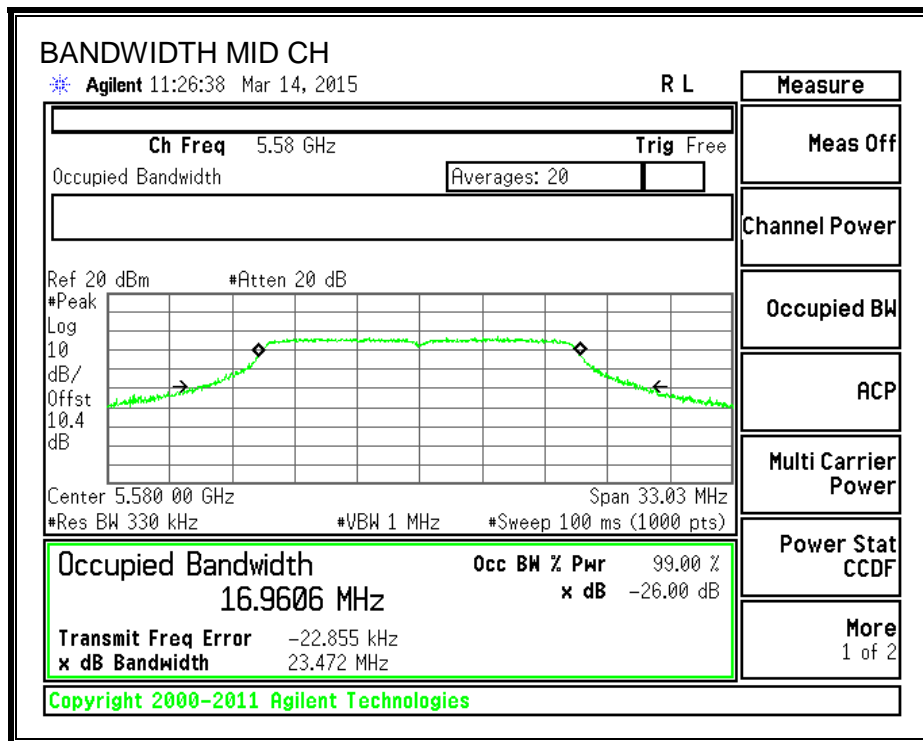 BANDWIDTH MID CH
Agilent 11:26:38 Mar 14, 2015 R L
Ch Freq 5.58 GHz Trig Free
Occupied Bandwidth Averages: 20
Ref 20 dBm #Atten 20 dB
#Peak
Log
10
dB/
Offst
10.4
dB
Center 5.580 00 GHz Span 33.03 MHz
#Res BW 330 kHz #VBW 1 MHz #Sweep 100 ms (1000 pts)
Occupied Bandwidth Occ BW % Pwr 99.00 %
16.9606 MHz x dB -26.00 dB
Transmit Freq Error -22.855 kHz
x dB Bandwidth 23.472 MHz
Copyright 2000-2011 Agilent Technologies
Measure
Meas Off
Channel Power
Occupied BW
ACP
Multi Carrier
Power
Power Stat
CCDF
More
1 of 2